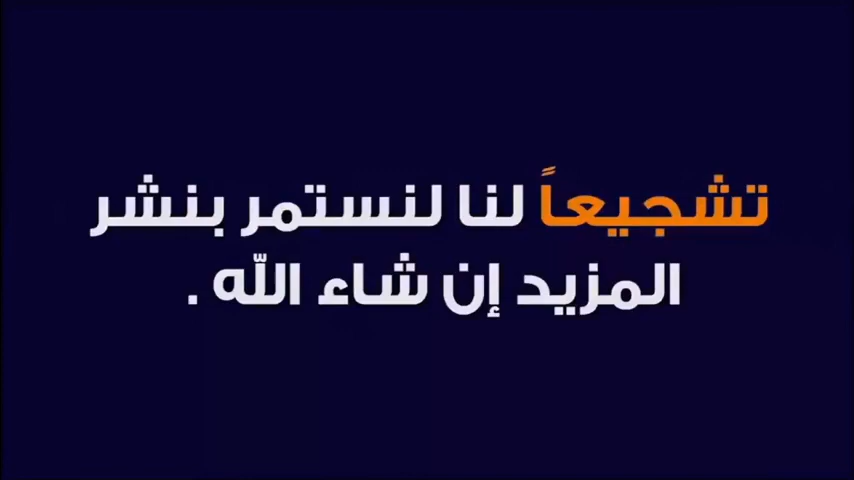 تشجيعاً لنا لنستمر بنشر
المزيد إن شاء الله .